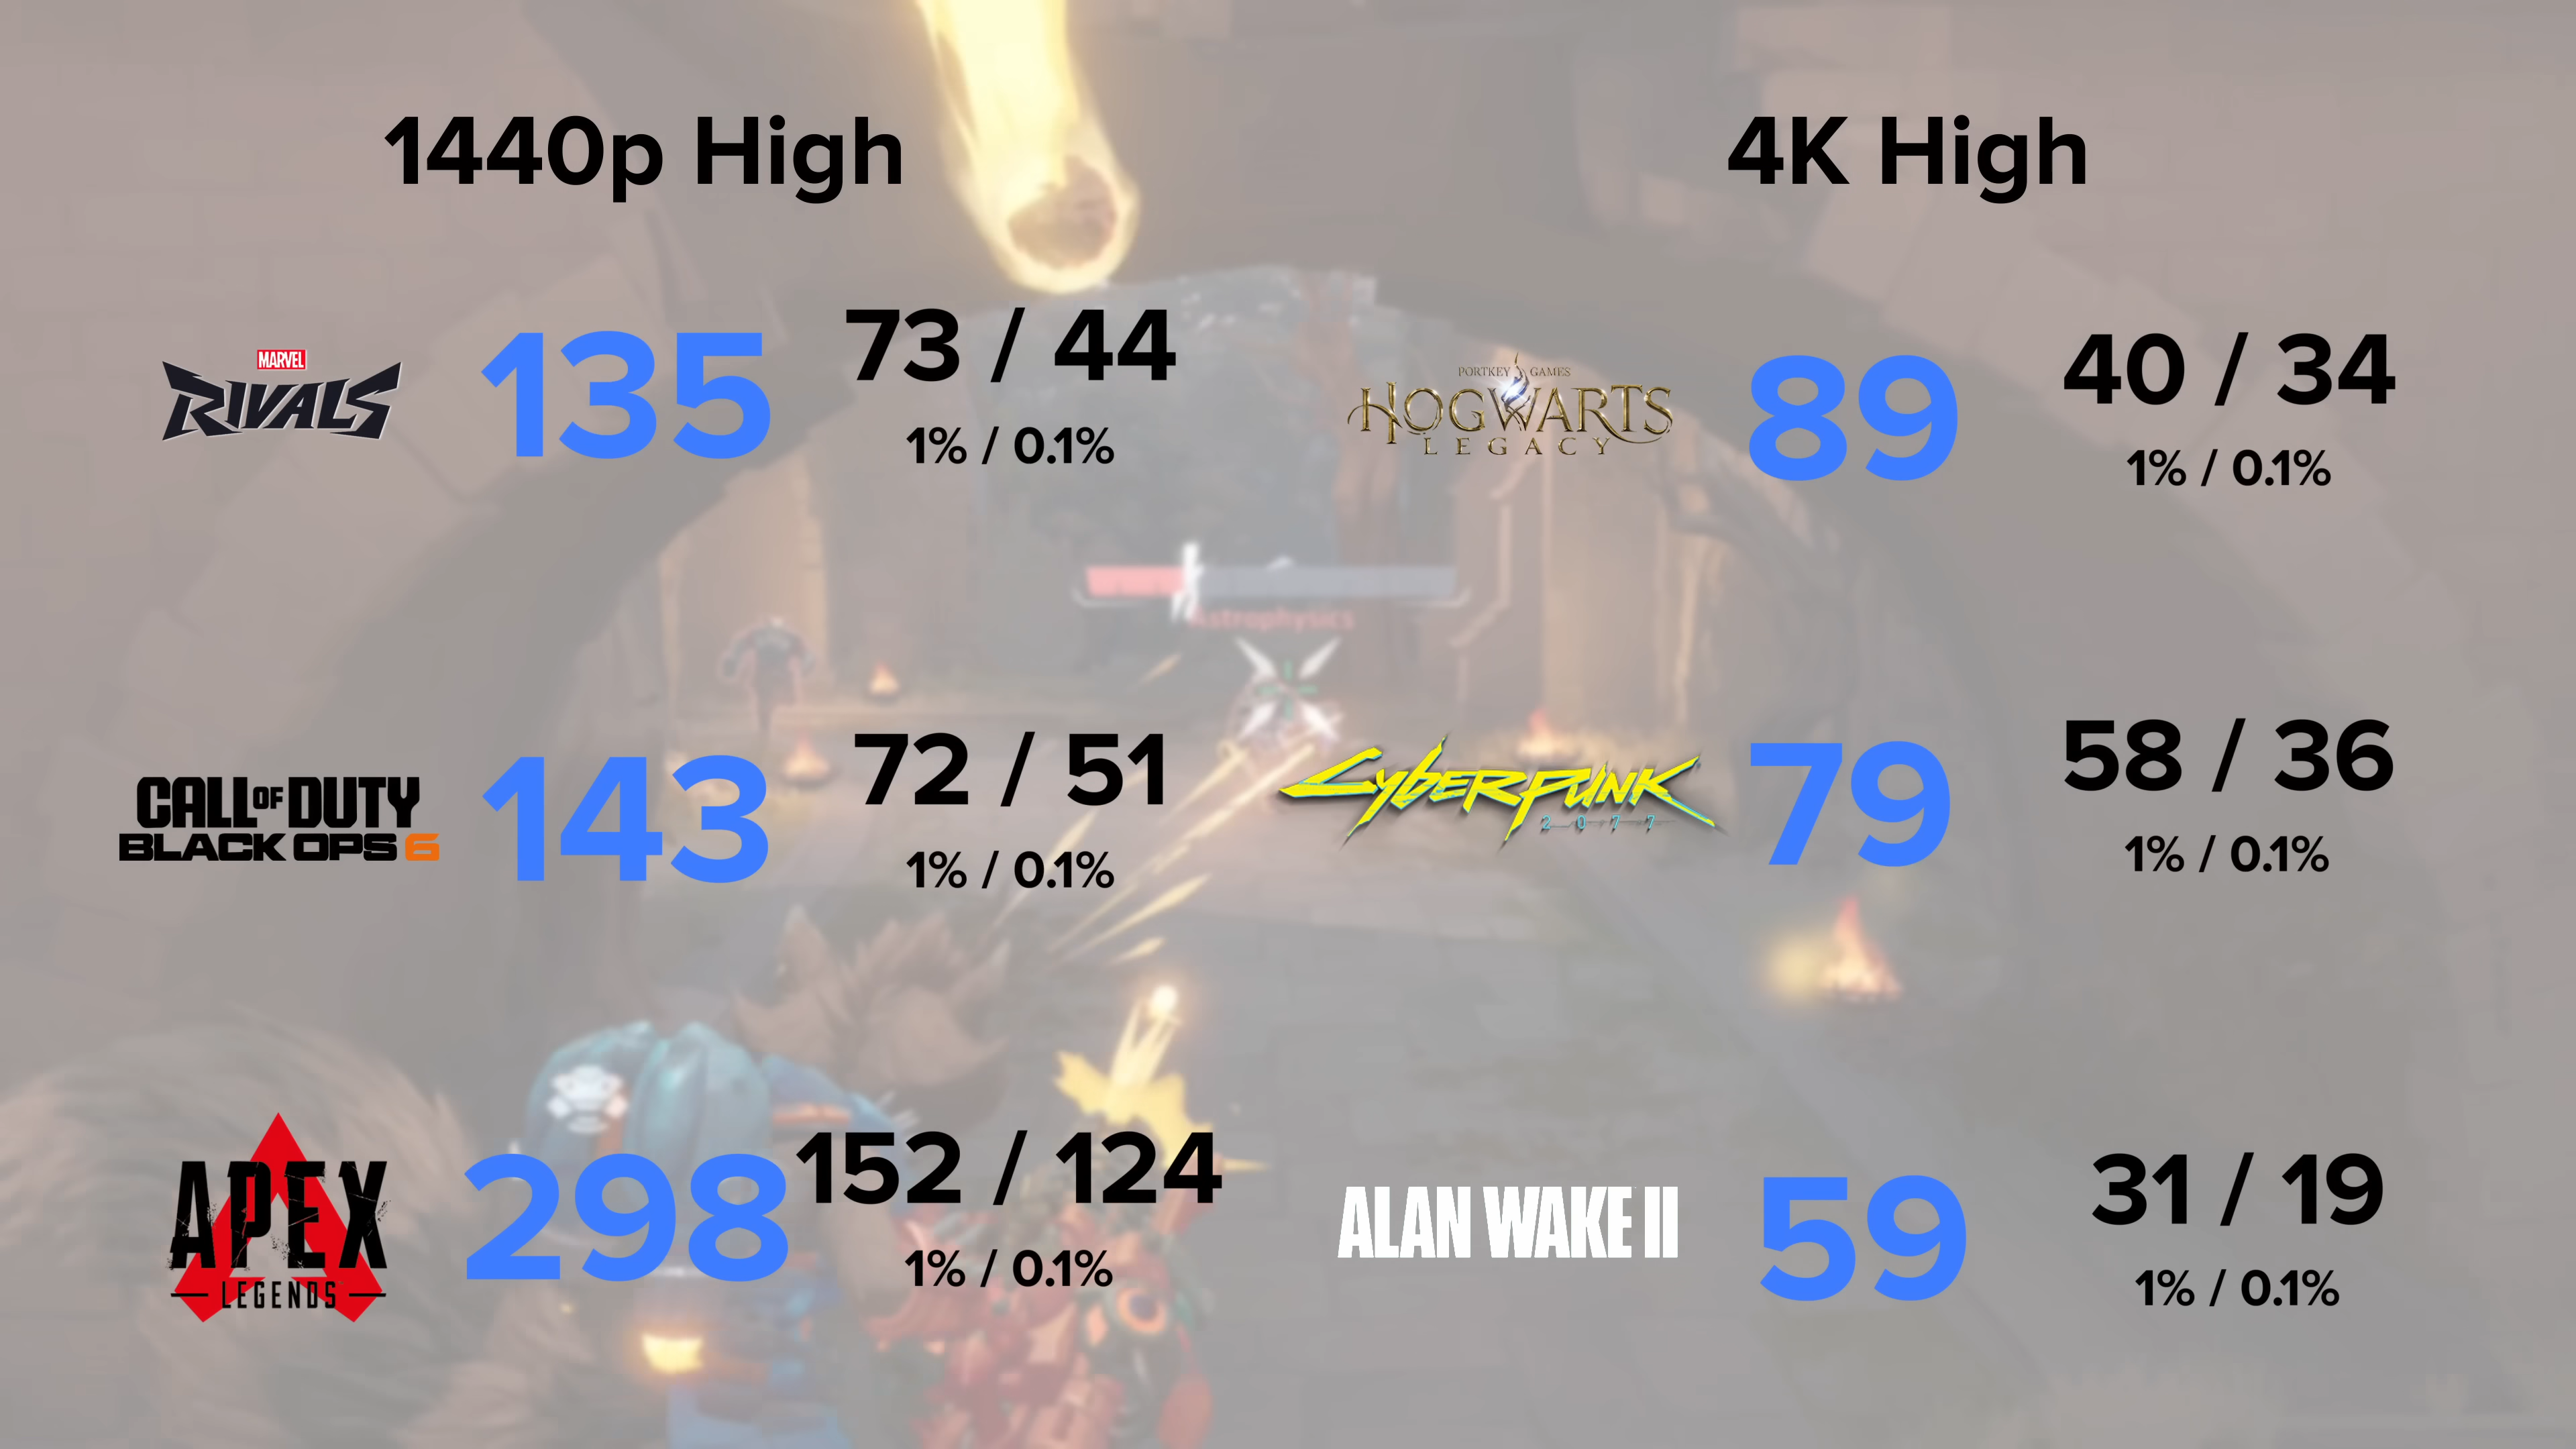 1440p High
MARVEL
RIVALS
135
73 / 44
1% / 0.1%
CALL OF DUTY
BLACK OPS 6
143
72 / 51
1% / 0.1%
APEX
LEGENDS
298
152 / 124
1% / 0.1%
4K High
PORTKEY GAMES
HOGWARTS
LEGACY
89
40 / 34
1% / 0.1%
CYBERPUNK
2077
79
58 / 36
1% / 0.1%
ALAN WAKE II
59
31 / 19
1% / 0.1%
Astrophysics